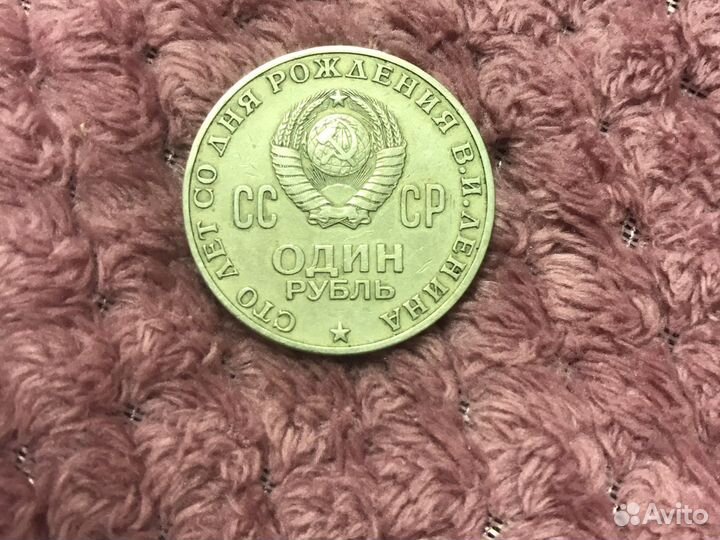 СТО ЛЕТ СО ДНЯ РОЖДЕНИЯ В.И.ЛЕНИНА
СС СР
ОДИН
РУБЛЬ
Avito